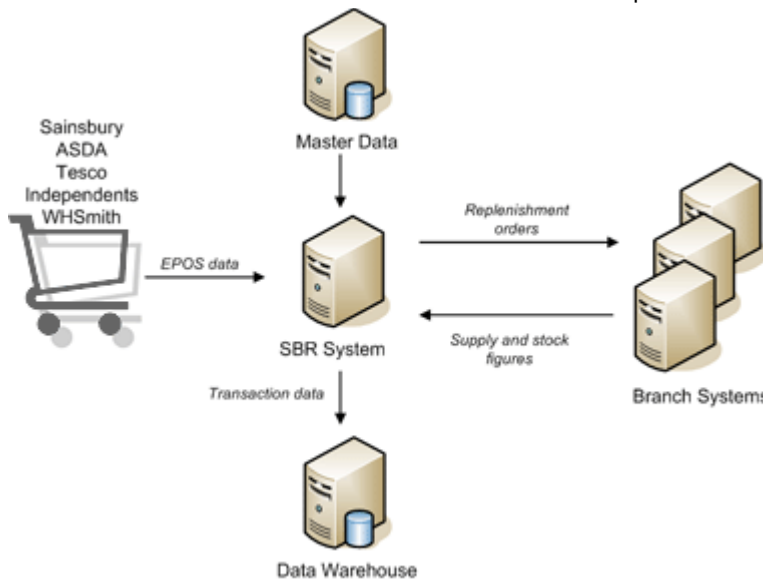 Master Data
Sainsbury
ASDA
Tesco
Independents
WHSmith
EPOS data
Replenishment
orders
SBR System
Supply and stock
figures
Branch Systems
Transaction data
Data Warehouse